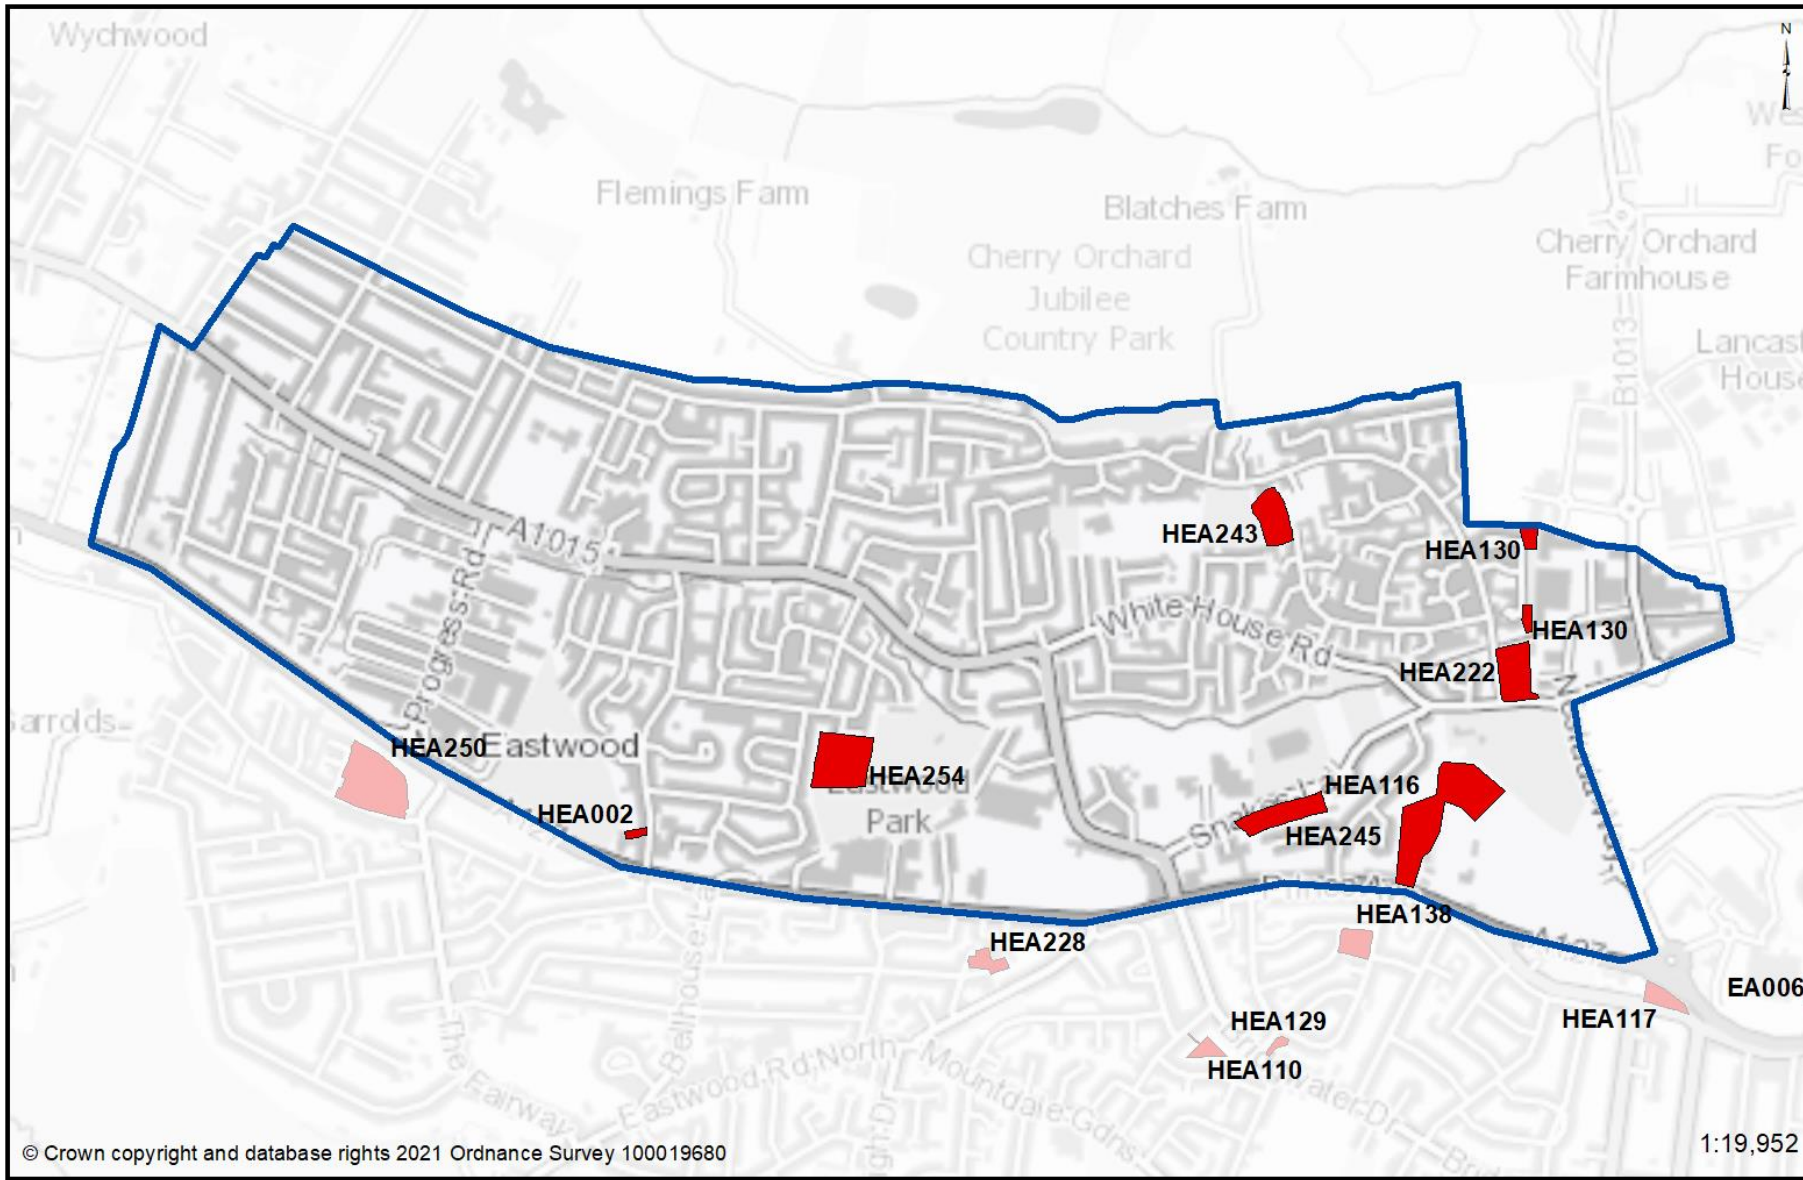 Wychwood
N
Flemings Farm
Blatches Farm
Cherry Orchard
Jubilee
Country Park
Cherry Orchard
Farmhouse
B1013
A1015
HEA243
HEA130
HEA130
HEA222
White House Rd
Progress Rd
HEA250
Eastwood
HEA254
Eastwood
Park
HEA002
HEA116
HEA245
HEA138
HEA228
A127
EA006
HEA117
HEA129
HEA110
The Fairway
Eastwood Rd North
Mountdale Gdns
© Crown copyright and database rights 2021 Ordnance Survey 100019680
1:19,952